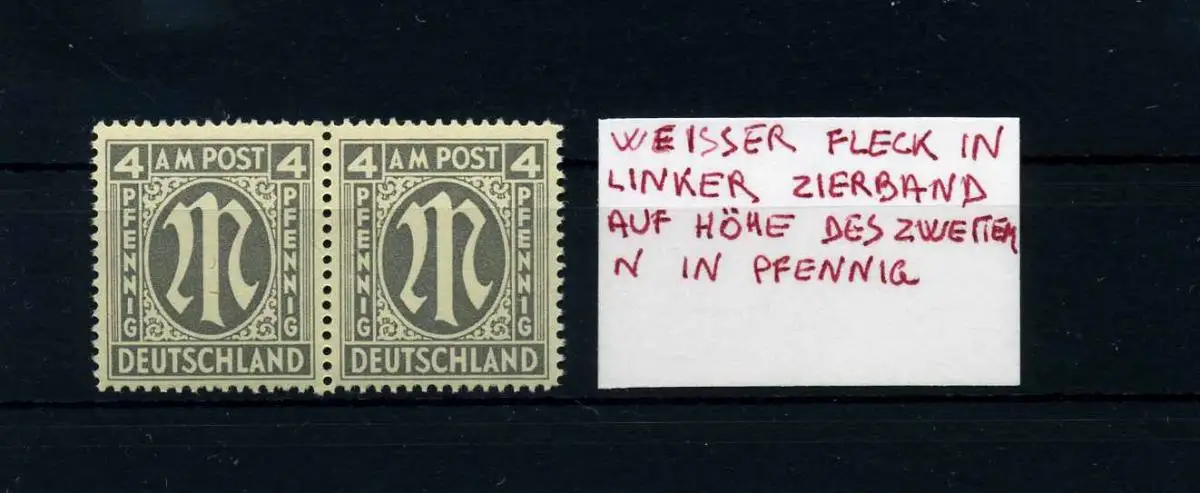 4 AM POST 4
PFENNIG
M
PFENNIG
DEUTSCHLAND
4 AM POST 4
PFENNIG
M
PFENNIG
DEUTSCHLAND
WEISSER FLECK IN
LINKER ZIERBAND
AUF HÖHE DES ZWEITEM
N IN PFENNIG